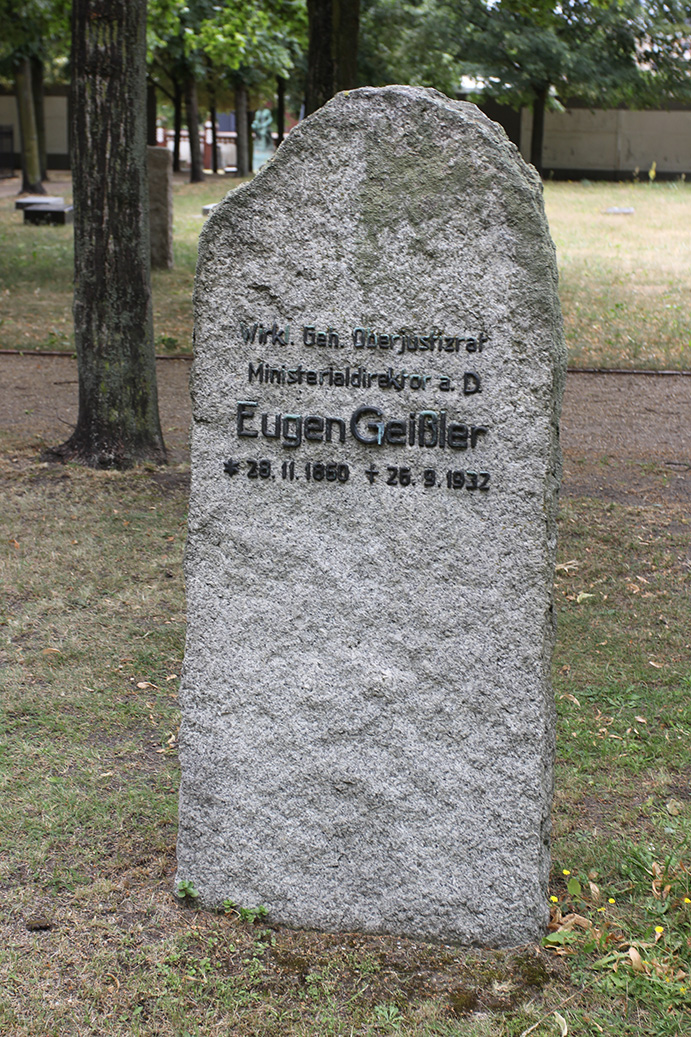 Wirkl. Geh. Oberjustizrat
Ministerialdirektor a. D.
Eugen Geißler
* 28. 11. 1860 † 26. 9. 1932